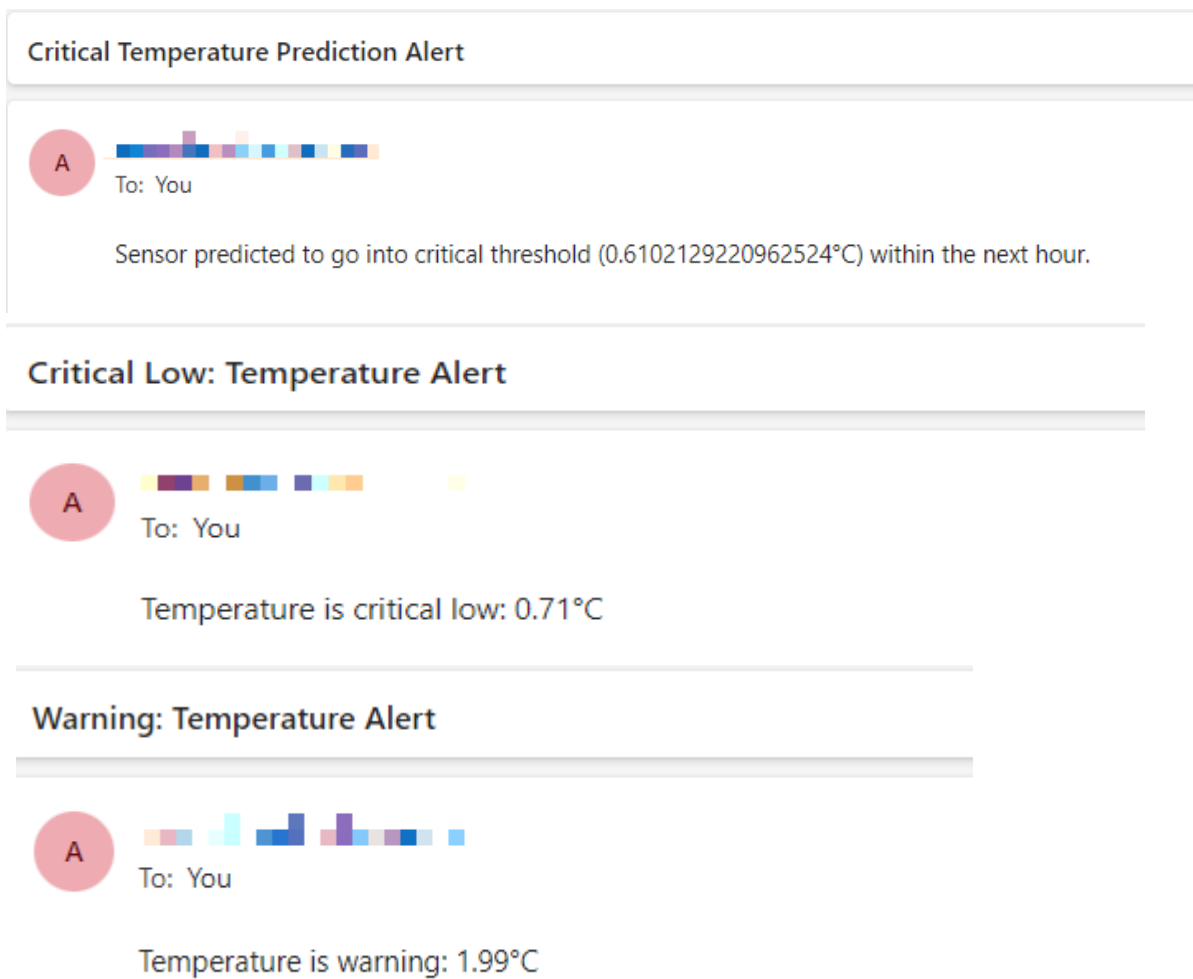 Critical Temperature Prediction Alert
A
To: You
Sensor predicted to go into critical threshold (0.6102129220962524°C) within the next hour.
Critical Low: Temperature Alert
A
To: You
Temperature is critical low: 0.71°C
Warning: Temperature Alert
A
To: You
Temperature is warning: 1.99°C